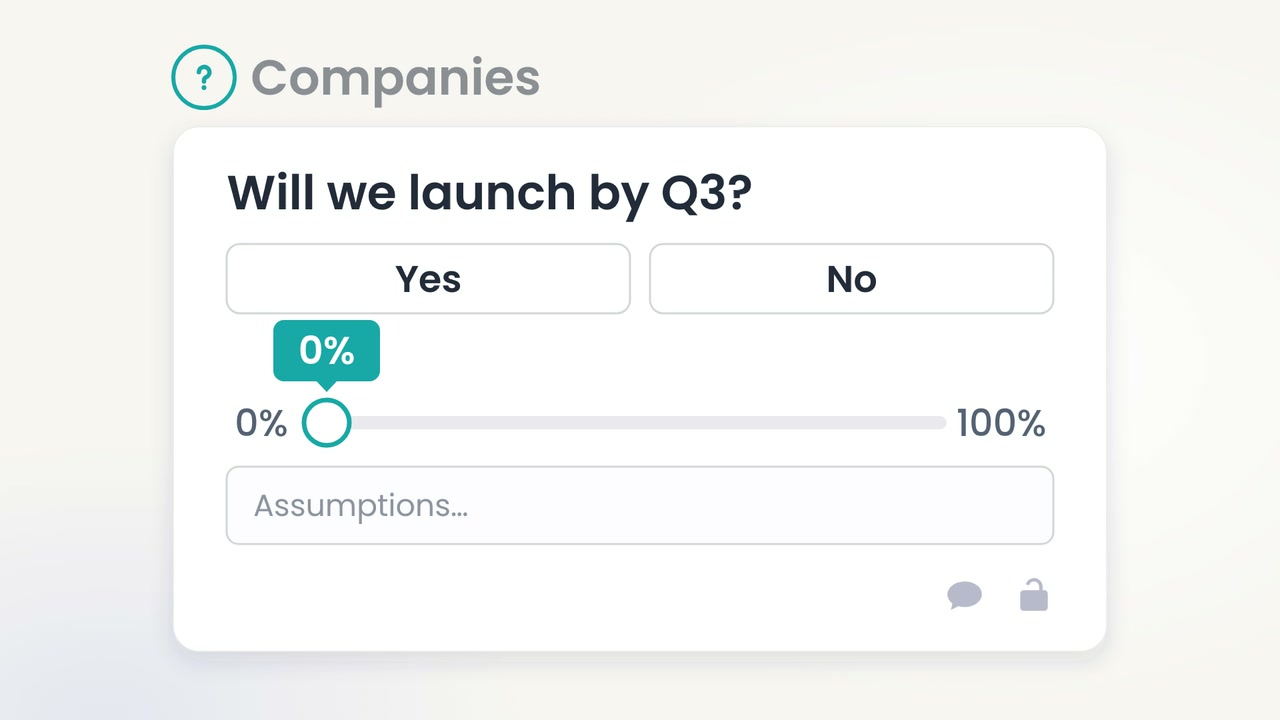 ? Companies
Will we launch by Q3?
Yes No
0%
0% 100%
Assumptions...